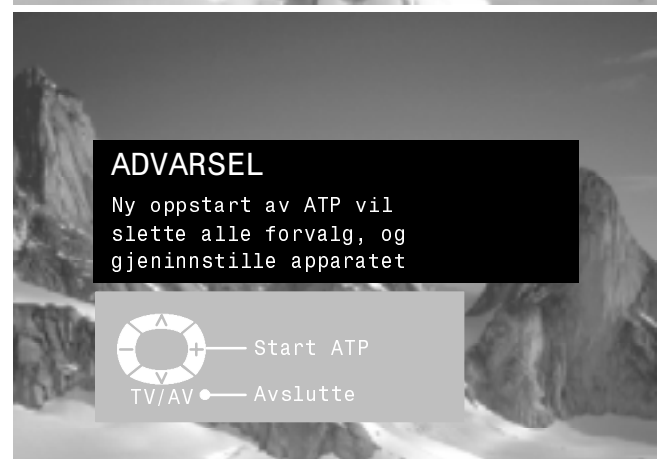 ADVARSEL
Ny oppstart av ATP vil
slette alle forvalg, og
gjeninnstille apparatet
Start ATP
TV/AV Avslutte